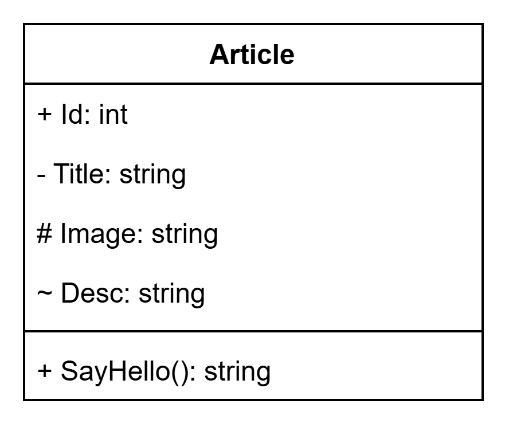 Article
+ Id: int
- Title: string
# Image: string
~ Desc: string
+ SayHello(): string